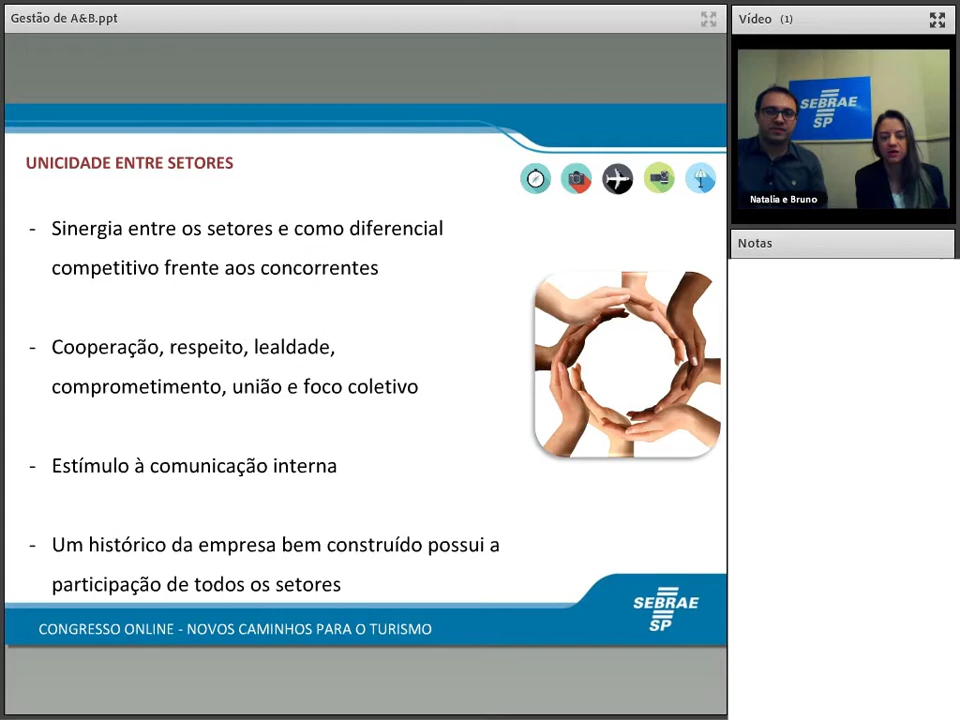 Gestão de A&B.ppt
Vídeo (1)
SEBRAE
SP
Natalia e Bruno
Notas
UNICIDADE ENTRE SETORES
- Sinergia entre os setores e como diferencial
competitivo frente aos concorrentes
- Cooperação, respeito, lealdade,
comprometimento, união e foco coletivo
- Estímulo à comunicação interna
- Um histórico da empresa bem construído possui a
participação de todos os setores
SEBRAE
SP
CONGRESSO ONLINE - NOVOS CAMINHOS PARA O TURISMO